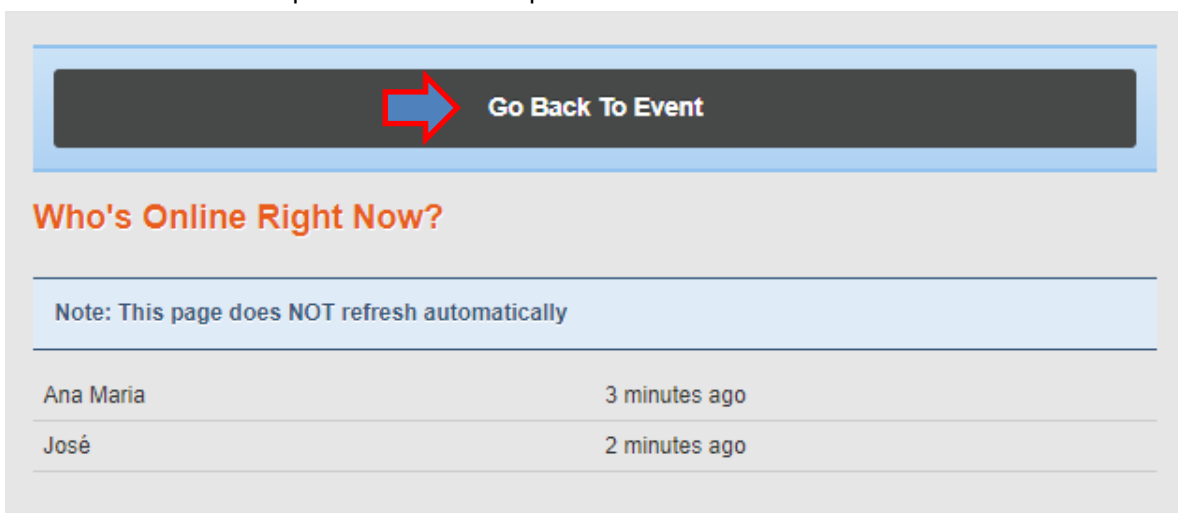 Go Back To Event
Who's Online Right Now?
Note: This page does NOT refresh automatically
Ana Maria 3 minutes ago
José 2 minutes ago